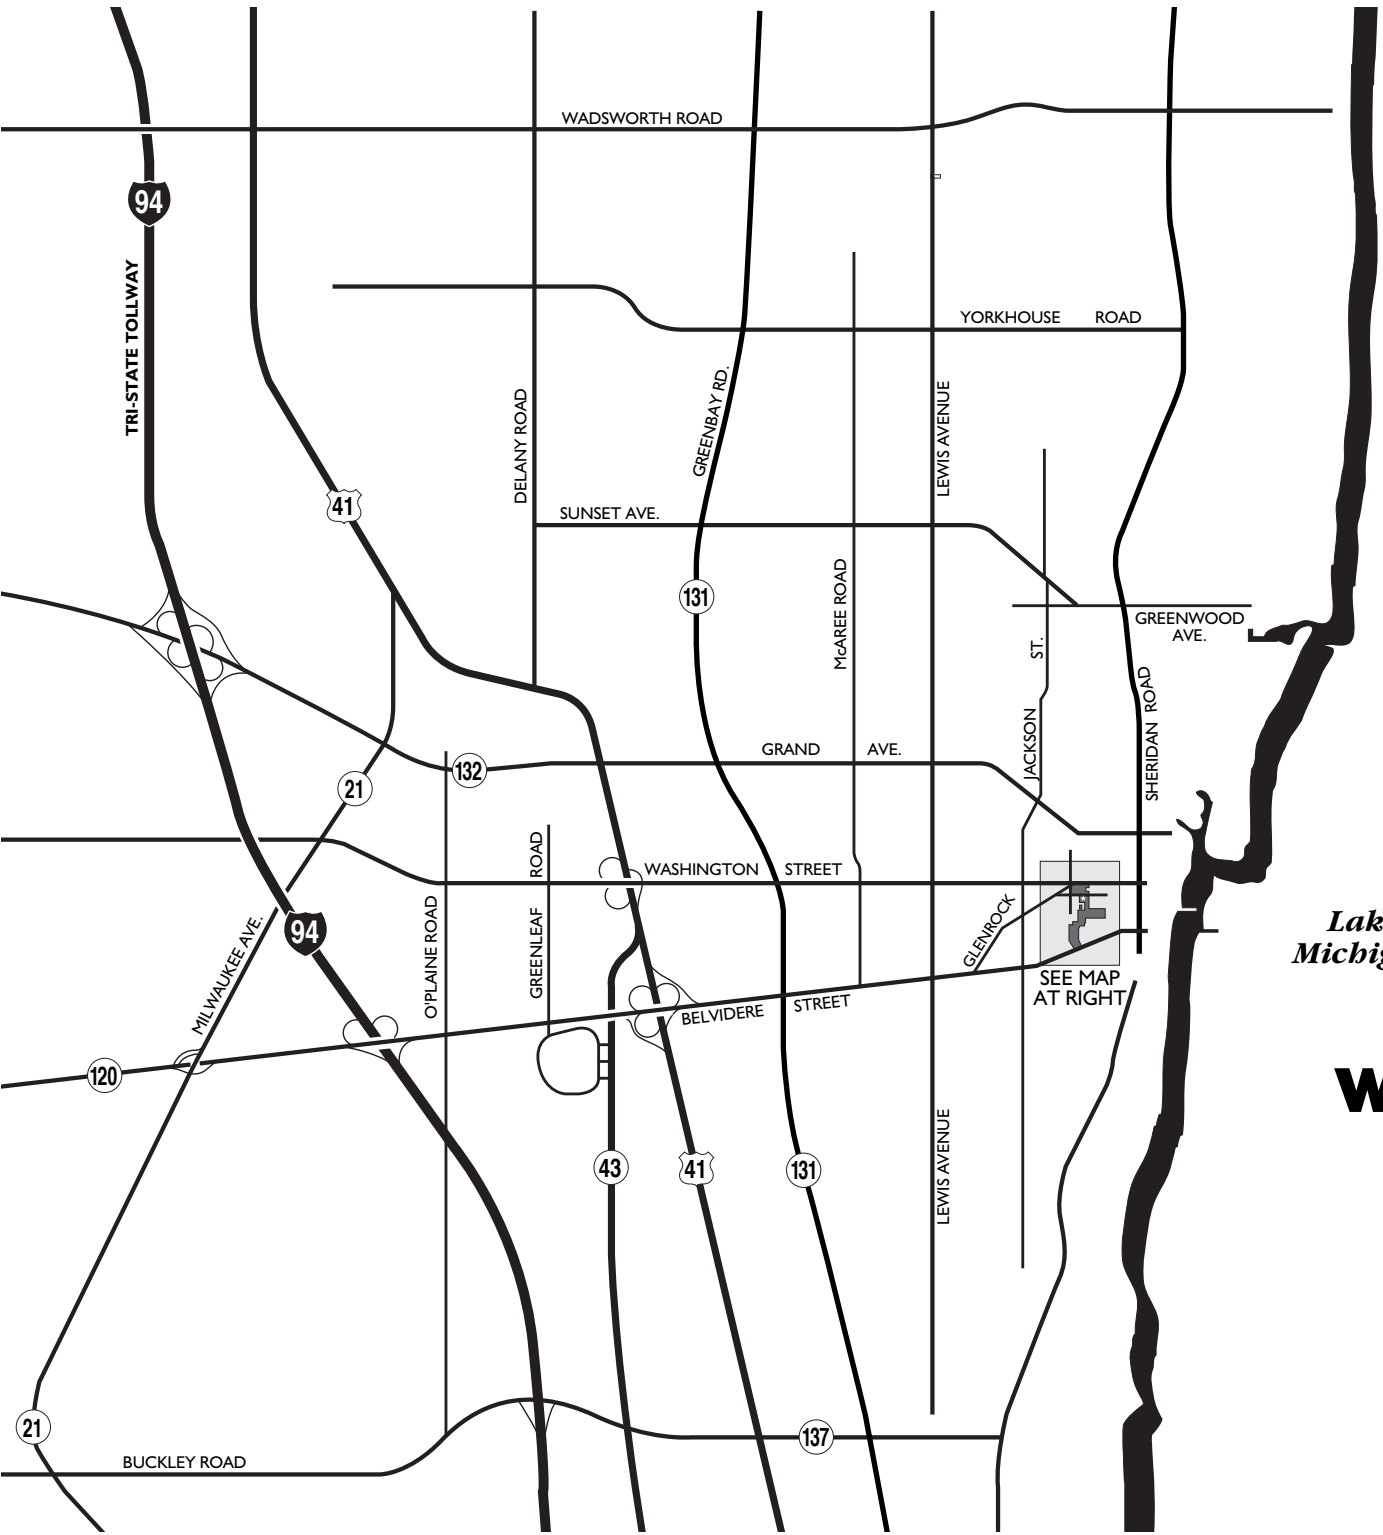 WADSWORTH ROAD
94
TRI-STATE TOLLWAY
YORKHOUSE ROAD
GREENBAY RD.
DELANY ROAD
LEWIS AVENUE
41
SUNSET AVE.
131
McAREE ROAD
GREENWOOD
AVE.
JACKSON ST.
SHERIDAN ROAD
GRAND AVE.
132
21
GREENLEAF ROAD
WASHINGTON STREET
O'PLAINE ROAD
GLENROCK
94
MILWAUKEE AVE.
SEE MAP
AT RIGHT
BELVIDERE STREET
120
43
41
131
LEWIS AVENUE
21
137
BUCKLEY ROAD